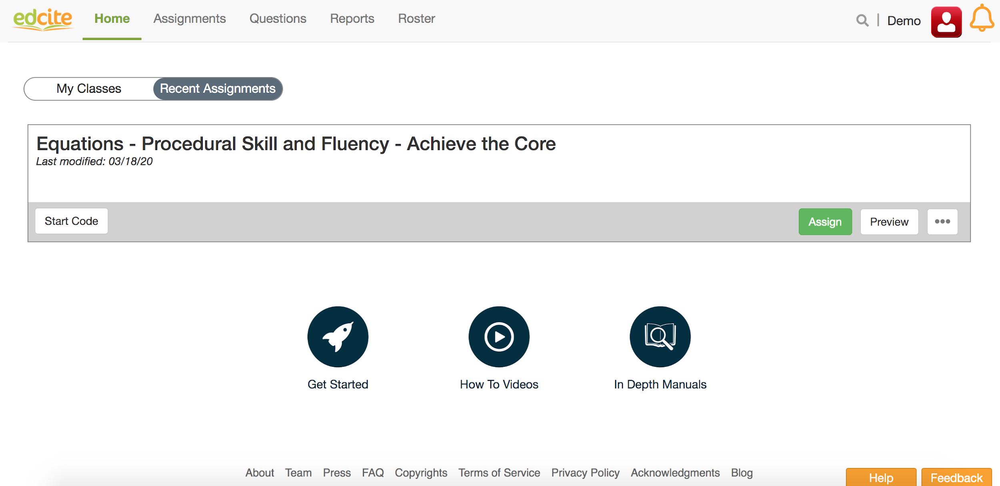 edcite Home Assignments Questions Reports Roster | Demo
My Classes Recent Assignments
Equations - Procedural Skill and Fluency - Achieve the Core
Last modified: 03/18/20
Start Code Assign Preview •••
Get Started How To Videos In Depth Manuals
About Team Press FAQ Copyrights Terms of Service Privacy Policy Acknowledgments Blog Help Feedback